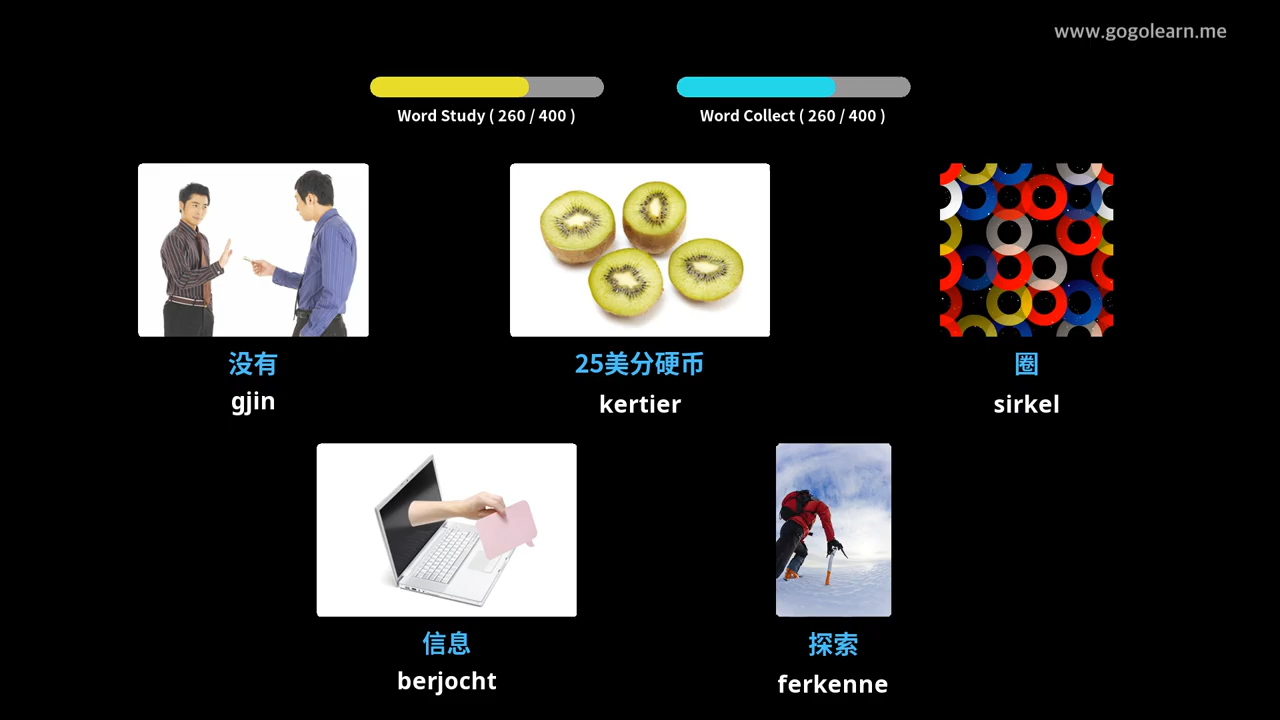 www.gogolearn.me
Word Study ( 260 / 400 )
Word Collect ( 260 / 400 )
没有
gjin
25美分硬币
kertier
圈
sirkel
信息
berjocht
探索
ferkenne